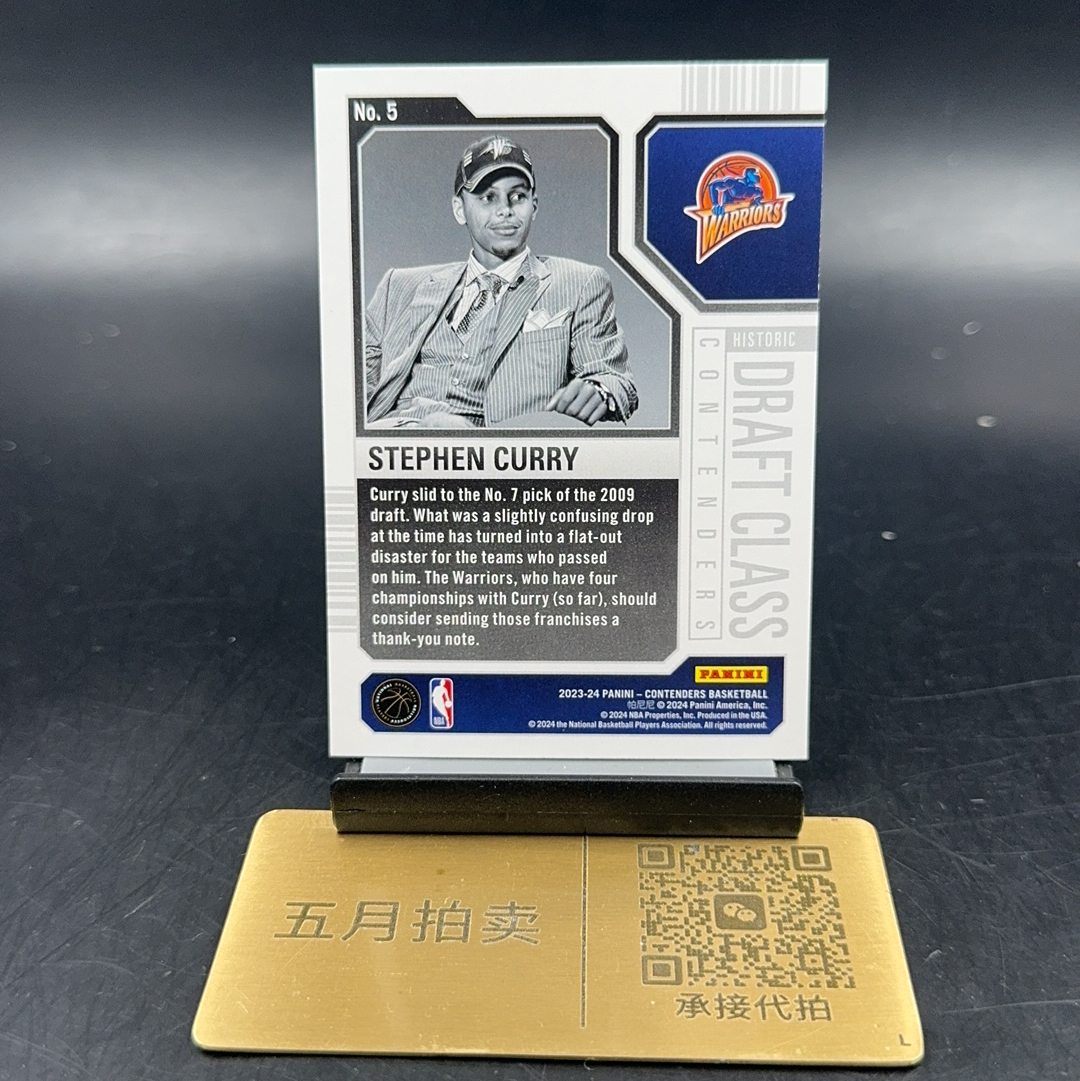 No. 5
WARRIORS
HISTORIC
DRAFT CLASS
CONTENDERS
STEPHEN CURRY
Curry slid to the No. 7 pick of the 2009
draft. What was a slightly confusing drop
at the time has turned into a flat-out
disaster for the teams who passed
on him. The Warriors, who have four
championships with Curry (so far), should
consider sending those franchises a
thank-you note.
PANINI
2023-24 PANINI – CONTENDERS BASKETBALL
帕尼尼 © 2024 Panini America, Inc.
© 2024 NBA Properties, Inc. Produced in the USA.
© 2024 the National Basketball Players Association. All rights reserved.
NBA
五月拍卖
承接代拍
L